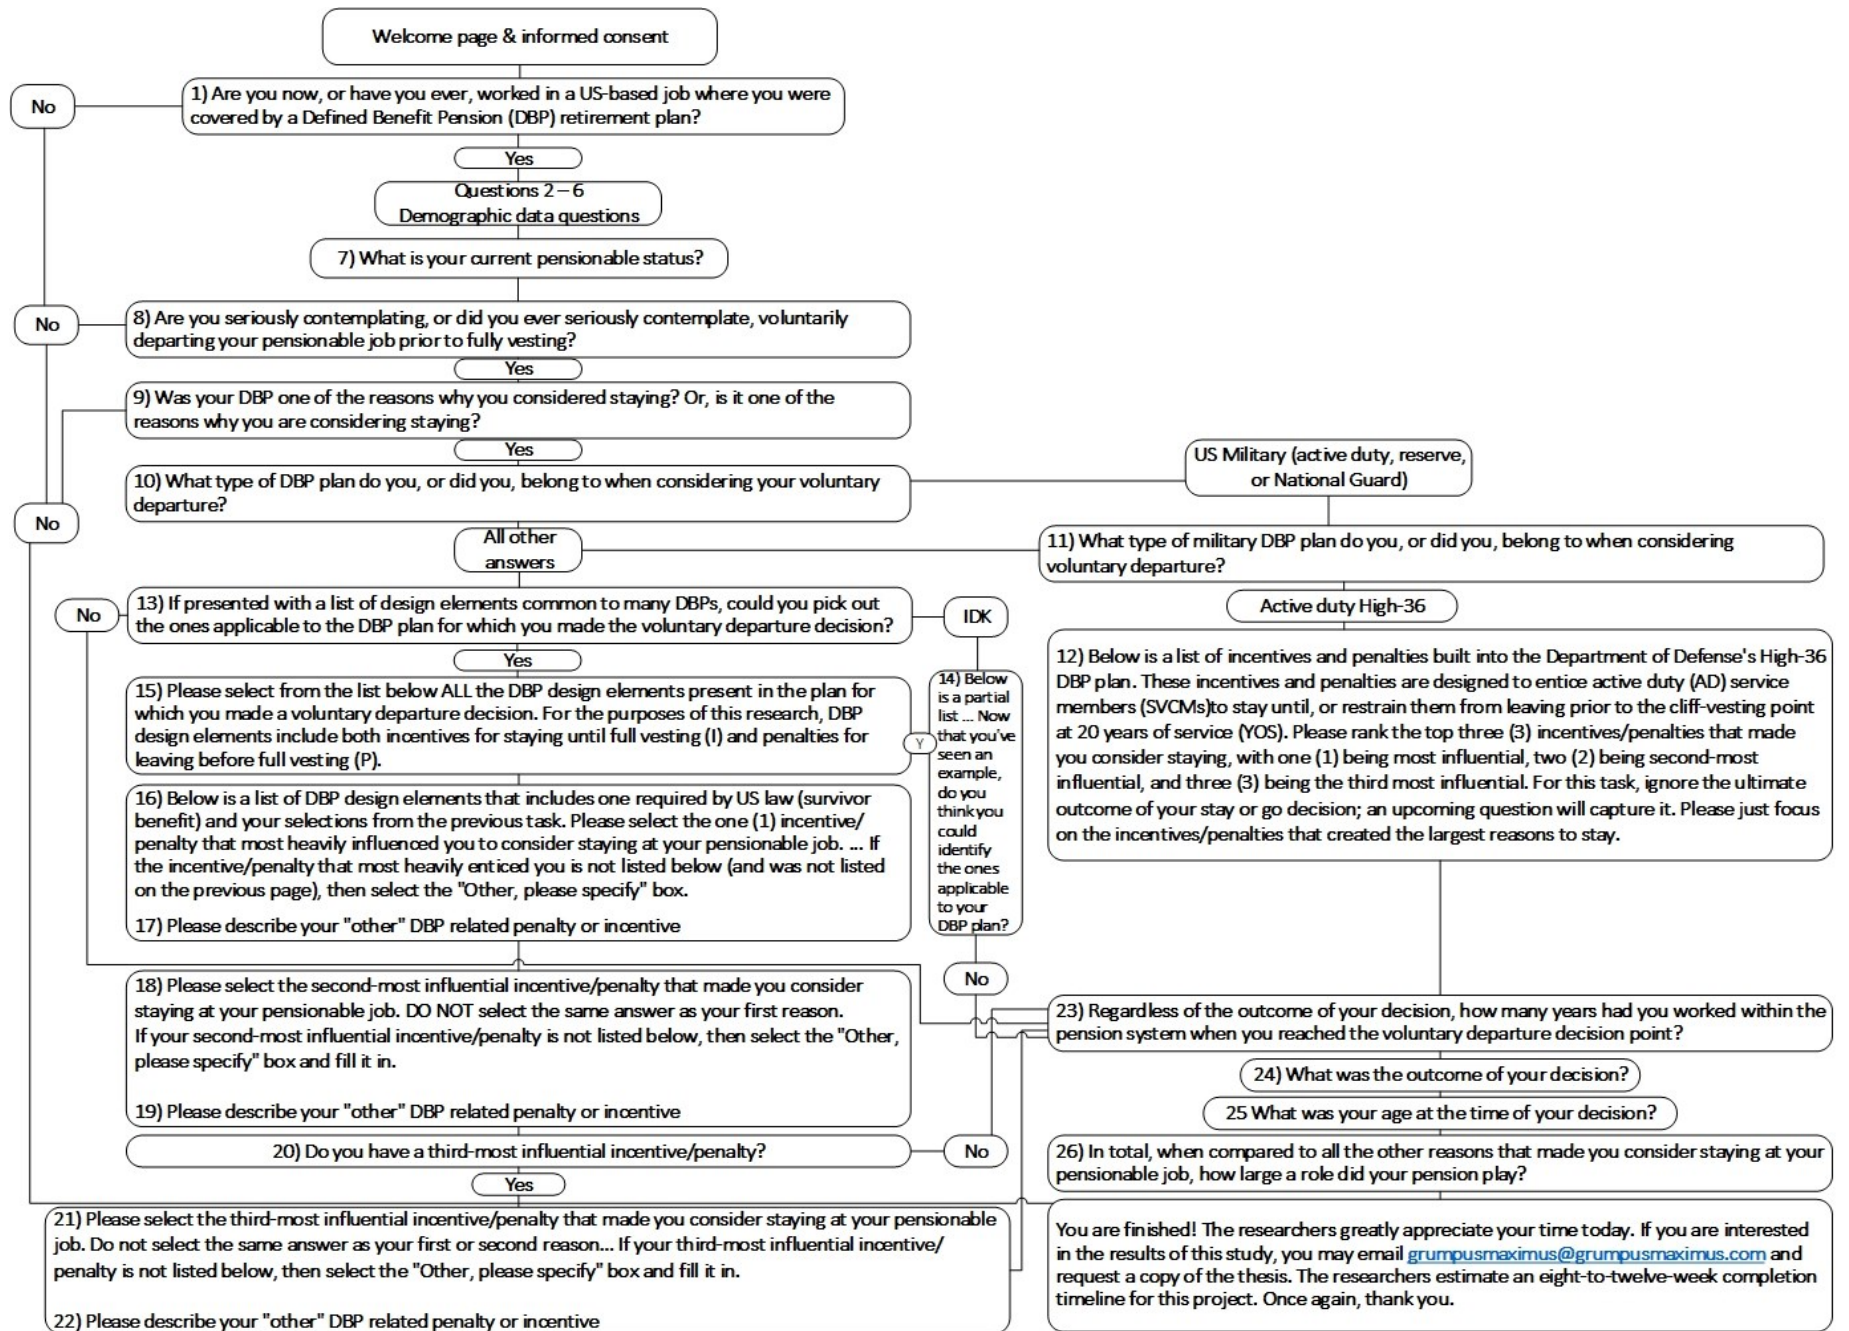 Welcome page & informed consent
No
1) Are you now, or have you ever, worked in a US-based job where you were
covered by a Defined Benefit Pension (DBP) retirement plan?
Yes
Questions 2 – 6
Demographic data questions
7) What is your current pensionable status?
No
8) Are you seriously contemplating, or did you ever seriously contemplate, voluntarily
departing your pensionable job prior to fully vesting?
Yes
9) Was your DBP one of the reasons why you considered staying? Or, is it one of the
reasons why you are considering staying?
Yes
No
10) What type of DBP plan do you, or did you, belong to when considering your voluntary
departure?
US Military (active duty, reserve,
or National Guard)
All other
answers
11) What type of military DBP plan do you, or did you, belong to when considering
voluntary departure?
Active duty High-36
12) Below is a list of incentives and penalties built into the Department of Defense's High-36
DBP plan. These incentives and penalties are designed to entice active duty (AD) service
members (SVCMs)to stay until, or restrain them from leaving prior to the cliff-vesting point
at 20 years of service (YOS). Please rank the top three (3) incentives/penalties that made
you consider staying, with one (1) being most influential, two (2) being second-most
influential, and three (3) being the third most influential. For this task, ignore the ultimate
outcome of your stay or go decision; an upcoming question will capture it. Please just focus
on the incentives/penalties that created the largest reasons to stay.
No
13) If presented with a list of design elements common to many DBPs, could you pick out
the ones applicable to the DBP plan for which you made the voluntary departure decision?
IDK
Yes
14) Below
is a partial
list ... Now
that you've
seen an
example,
do you
think you
could
identify
the ones
applicable
to your
DBP plan?
Y
No
15) Please select from the list below ALL the DBP design elements present in the plan for
which you made a voluntary departure decision. For the purposes of this research, DBP
design elements include both incentives for staying until full vesting (I) and penalties for
leaving before full vesting (P).
16) Below is a list of DBP design elements that includes one required by US law (survivor
benefit) and your selections from the previous task. Please select the one (1) incentive/
penalty that most heavily influenced you to consider staying at your pensionable job. ... If
the incentive/penalty that most heavily enticed you is not listed below (and was not listed
on the previous page), then select the "Other, please specify" box.
17) Please describe your "other" DBP related penalty or incentive
18) Please select the second-most influential incentive/penalty that made you consider
staying at your pensionable job. DO NOT select the same answer as your first reason.
If your second-most influential incentive/penalty is not listed below, then select the "Other,
please specify" box and fill it in.
19) Please describe your "other" DBP related penalty or incentive
20) Do you have a third-most influential incentive/penalty?
No
Yes
21) Please select the third-most influential incentive/penalty that made you consider staying at your pensionable
job. Do not select the same answer as your first or second reason... If your third-most influential incentive/
penalty is not listed below, then select the "Other, please specify" box and fill it in.
22) Please describe your "other" DBP related penalty or incentive
23) Regardless of the outcome of your decision, how many years had you worked within the
pension system when you reached the voluntary departure decision point?
24) What was the outcome of your decision?
25 What was your age at the time of your decision?
26) In total, when compared to all the other reasons that made you consider staying at your
pensionable job, how large a role did your pension play?
You are finished! The researchers greatly appreciate your time today. If you are interested
in the results of this study, you may email grumpusmaximus@grumpusmaximus.com and
request a copy of the thesis. The researchers estimate an eight-to-twelve-week completion
timeline for this project. Once again, thank you.